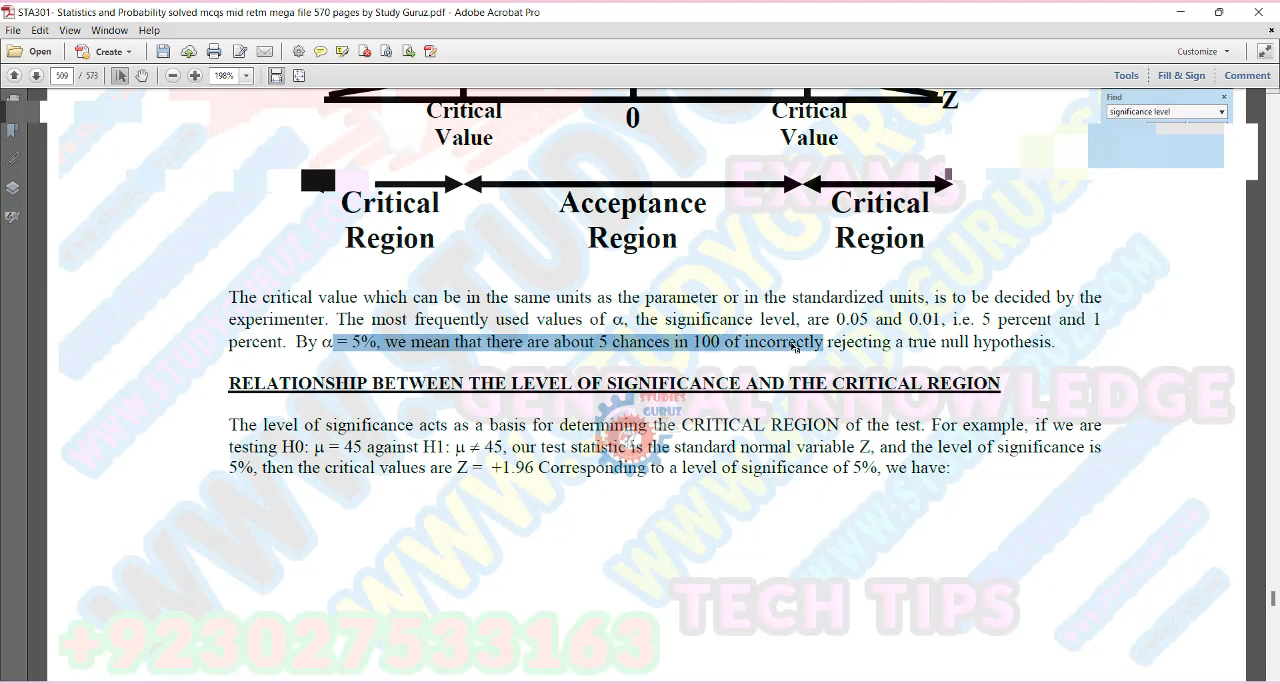 STA301- Statistics and Probability solved mcqs mid retm mega file 570 pages by Study Guruz.pdf - Adobe Acrobat Pro
File Edit View Window Help
Open Create Customize
509 / 573 198% Tools Fill & Sign Comment
Find
significance level
Z
Critical Value
0
Critical Value
Critical Region
Acceptance Region
Critical Region
The critical value which can be in the same units as the parameter or in the standardized units, is to be decided by the
experimenter. The most frequently used values of α, the significance level, are 0.05 and 0.01, i.e. 5 percent and 1
percent. By α = 5%, we mean that there are about 5 chances in 100 of incorrectly rejecting a true null hypothesis.
RELATIONSHIP BETWEEN THE LEVEL OF SIGNIFICANCE AND THE CRITICAL REGION
The level of significance acts as a basis for determining the CRITICAL REGION of the test. For example, if we are
testing H0: μ = 45 against H1: μ ≠ 45, our test statistic is the standard normal variable Z, and the level of significance is
5%, then the critical values are Z = +1.96 Corresponding to a level of significance of 5%, we have:
EXAMS
GENERAL KNOWLEDGE
STUDIES
GURUZ
TECH TIPS
+923027533163
WWW.STUDYGURUZ.COM